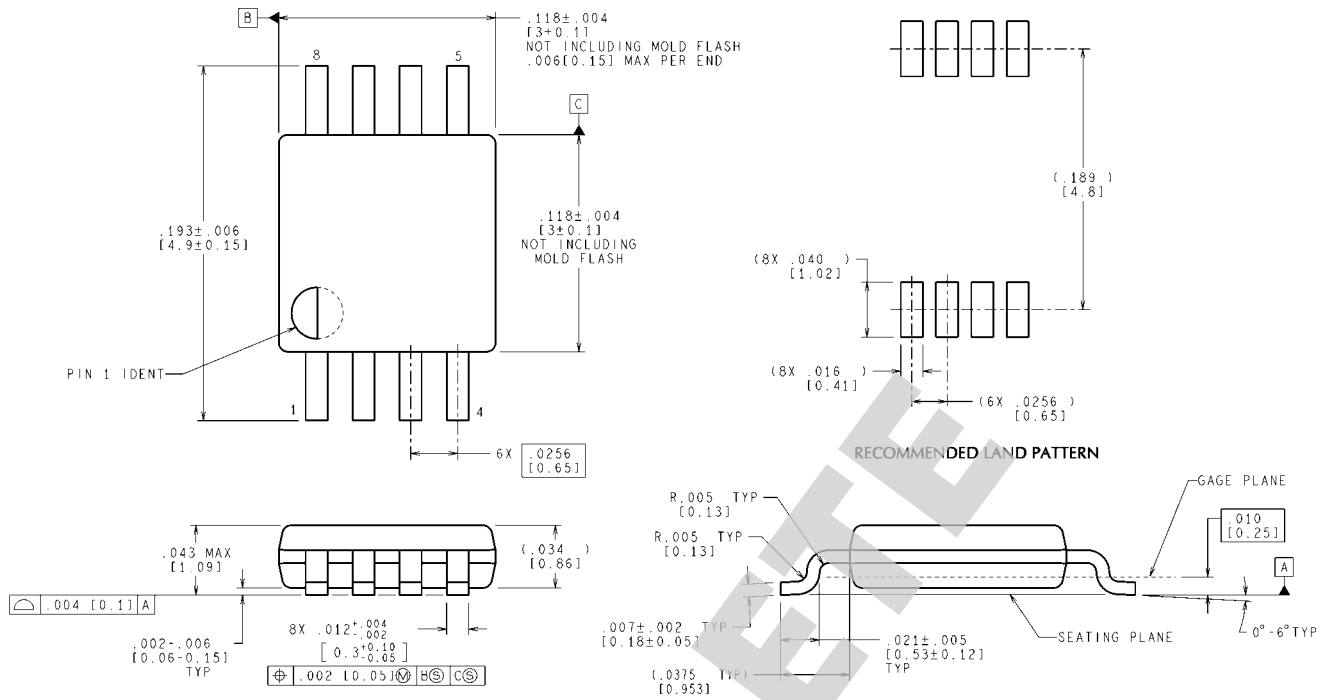 B
.118±.004
[3±0.1]
NOT INCLUDING MOLD FLASH
.006[0.15] MAX PER END
8
5
C
.193±.006
[4.9±0.15]
.118±.004
[3±0.1]
NOT INCLUDING
MOLD FLASH
PIN 1 IDENT
1
4
6X .0256
[0.65]
(.189 )
[4.8]
(8X .040 )
[1.02]
(8X .016 )
[0.41]
(6X .0256 )
[0.65]
RECOMMENDED LAND PATTERN
.043 MAX
[1.09]
(.034 )
[0.86]
⌓ .004 [0.1] A
.002-.006
[0.06-0.15]
TYP
8X .012 +.004 -.002
[ 0.3 +0.10 -0.05 ]
⌖ .002 [0.05]Ⓜ BⓈ CⓈ
R.005 TYP
[0.13]
R.005 TYP
[0.13]
GAGE PLANE
.010
[0.25]
A
0°-6° TYP
SEATING PLANE
.007±.002 TYP
[0.18±0.05]
.021±.005
[0.53±0.12]
TYP
(.0375 TYP)
[0.953]
ETE